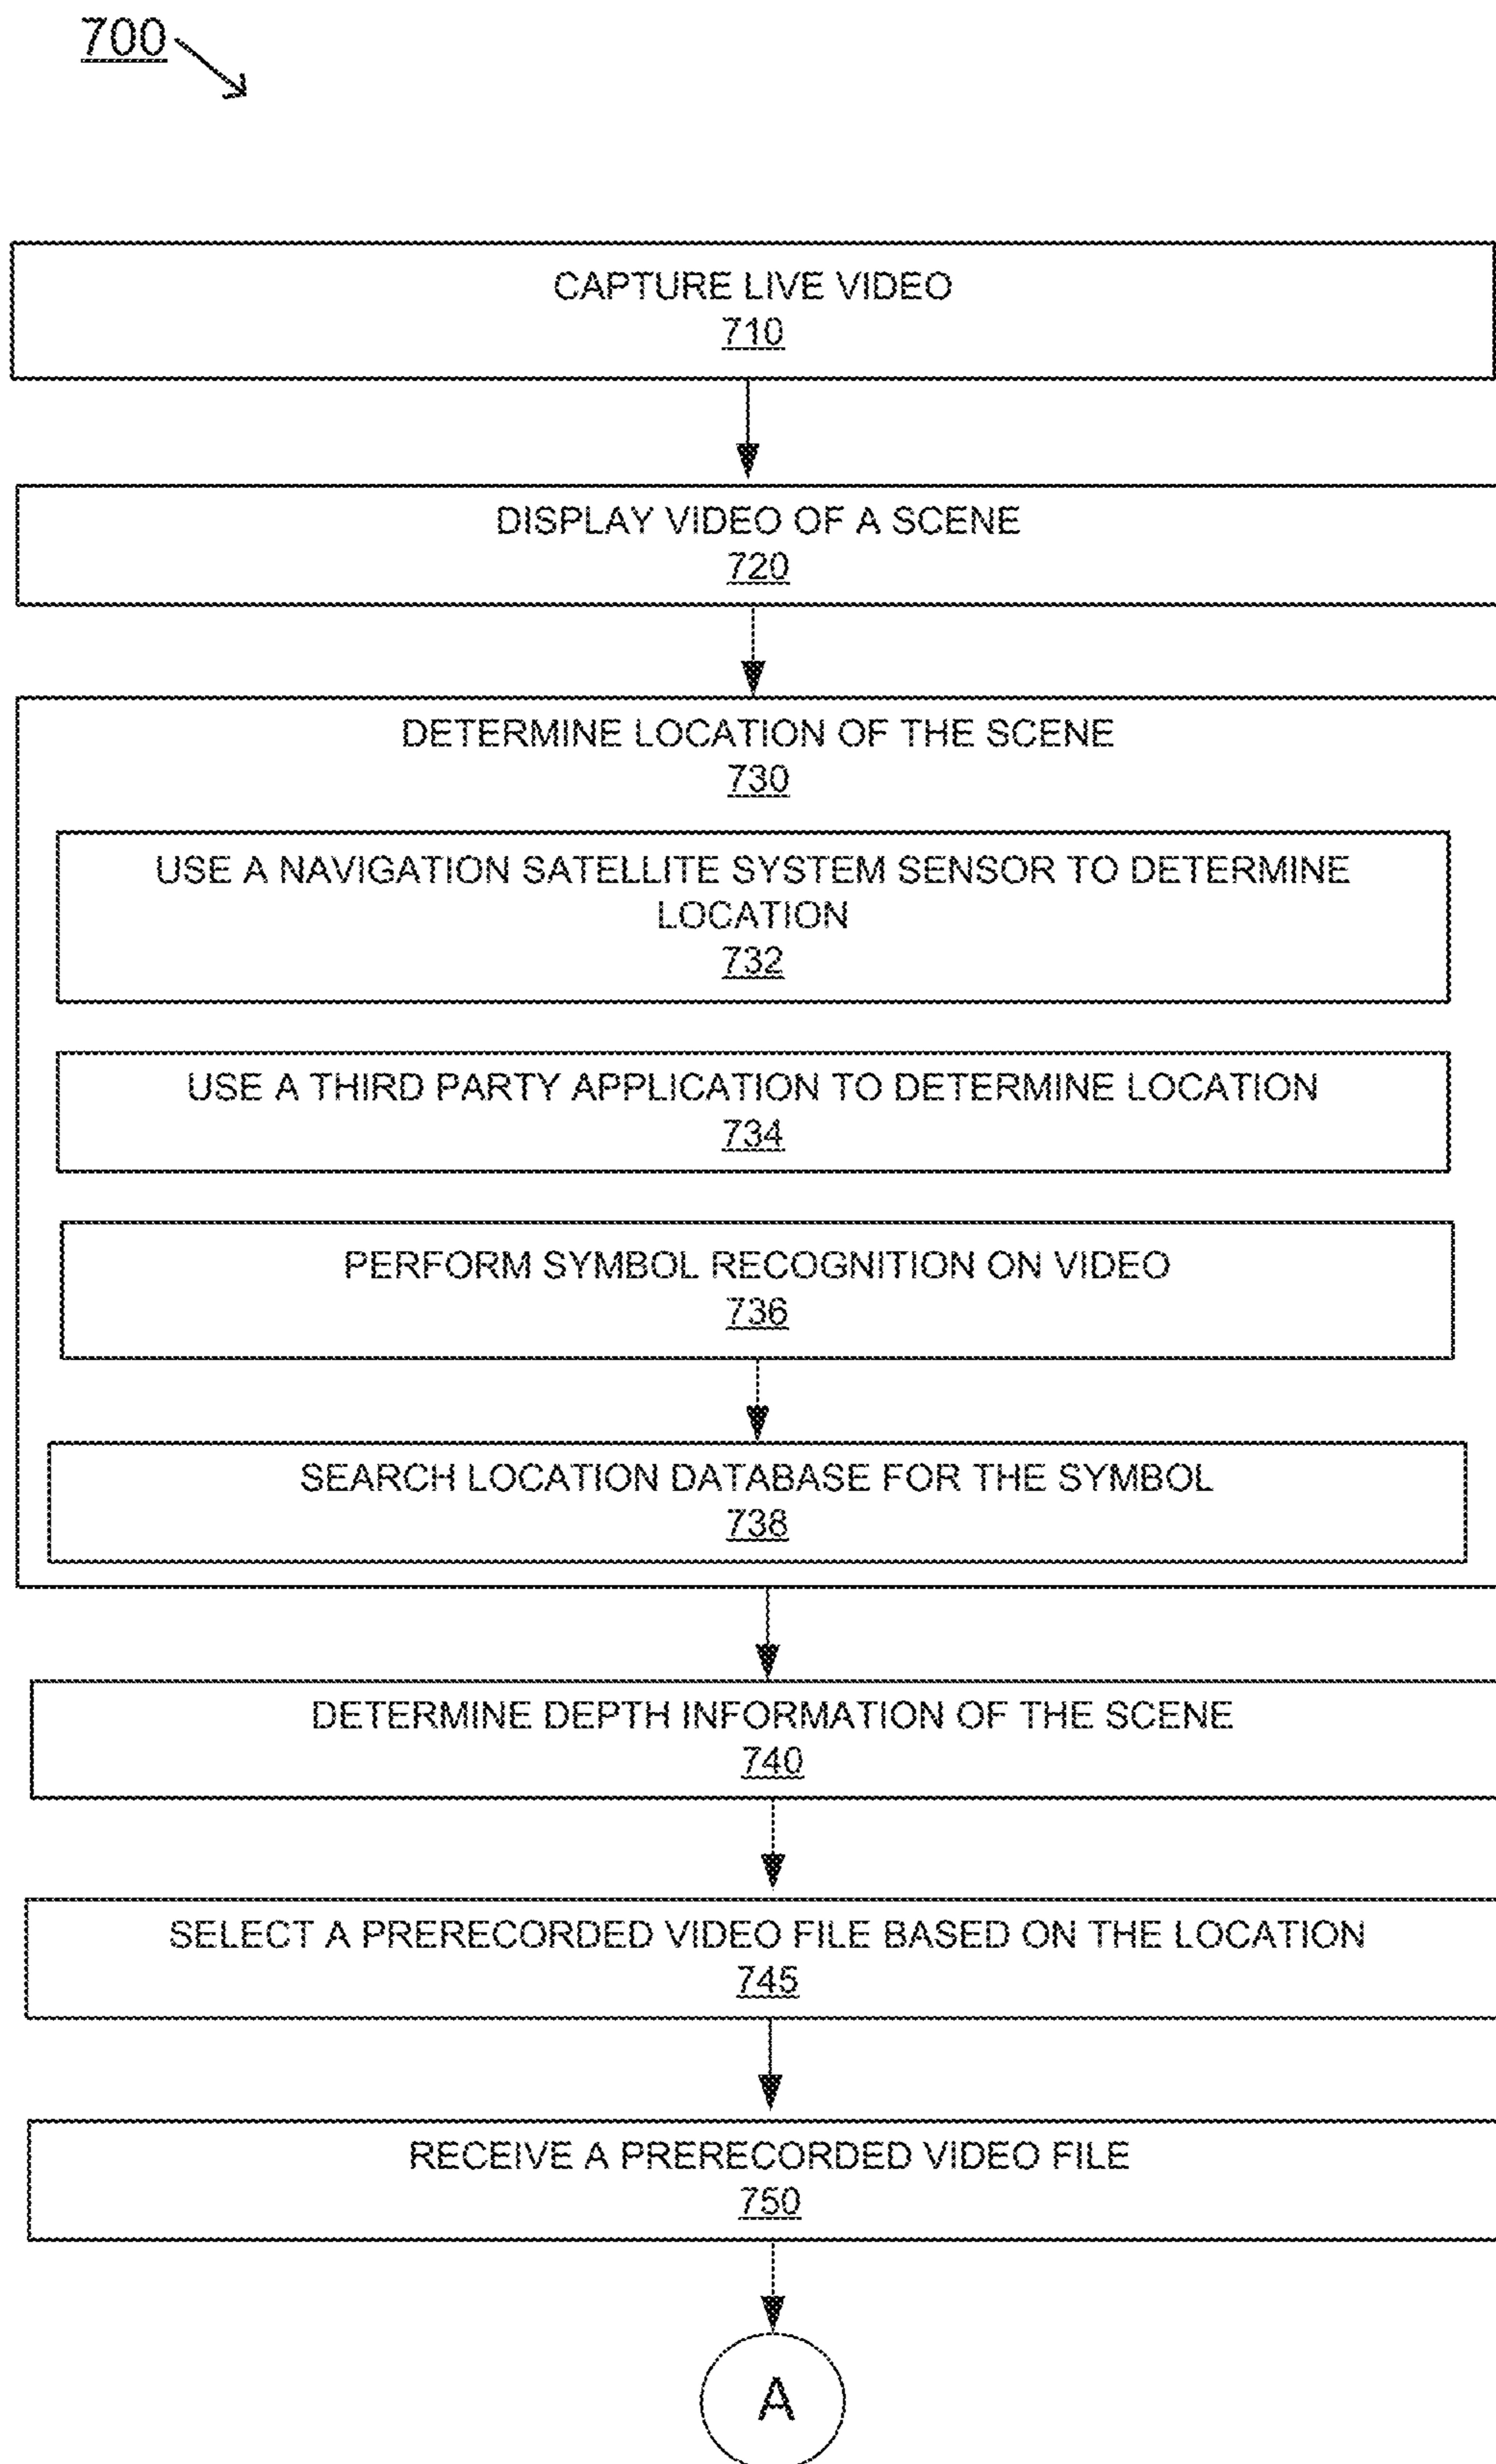 700
CAPTURE LIVE VIDEO
710
DISPLAY VIDEO OF A SCENE
720
DETERMINE LOCATION OF THE SCENE
730
USE A NAVIGATION SATELLITE SYSTEM SENSOR TO DETERMINE
LOCATION
732
USE A THIRD PARTY APPLICATION TO DETERMINE LOCATION
734
PERFORM SYMBOL RECOGNITION ON VIDEO
736
SEARCH LOCATION DATABASE FOR THE SYMBOL
738
DETERMINE DEPTH INFORMATION OF THE SCENE
740
SELECT A PRERECORDED VIDEO FILE BASED ON THE LOCATION
745
RECEIVE A PRERECORDED VIDEO FILE
750
A